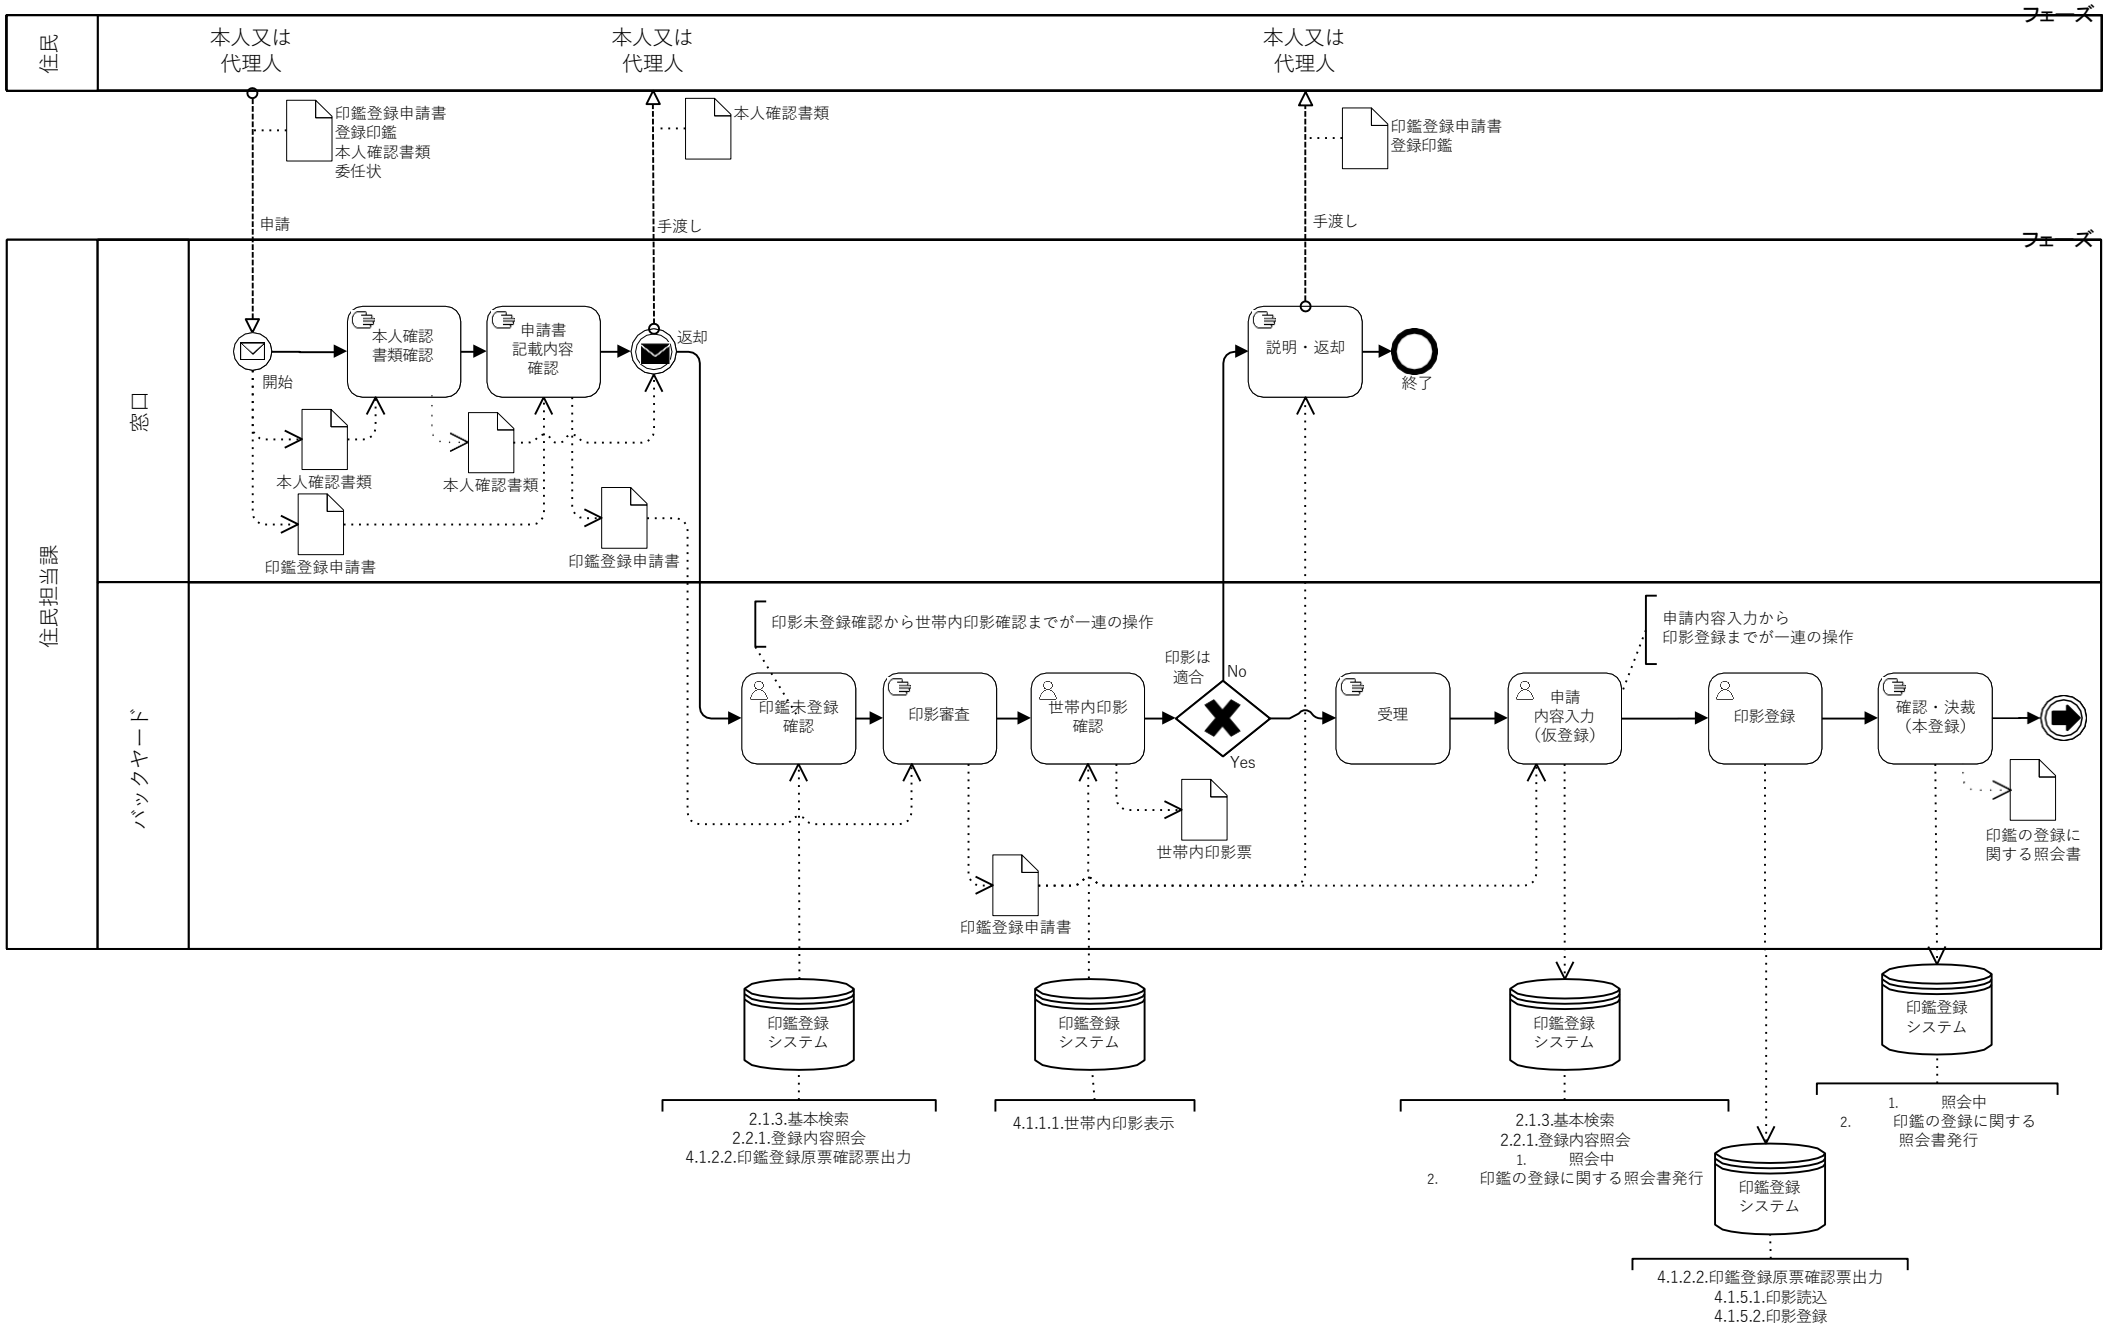 フェーズ
住民
本人又は
代理人
本人又は
代理人
本人又は
代理人
印鑑登録申請書
登録印鑑
本人確認書類
委任状
本人確認書類
印鑑登録申請書
登録印鑑
申請
手渡し
手渡し
フェーズ
住民担当課
窓口
開始
本人確認
書類確認
申請書
記載内容
確認
返却
説明・返却
終了
本人確認書類
本人確認書類
印鑑登録申請書
印鑑登録申請書
バックヤード
印影未登録確認から世帯内印影確認までが一連の操作
申請内容入力から
印影登録までが一連の操作
印鑑未登録
確認
印影審査
世帯内印影
確認
印影は
適合
No
Yes
受理
申請
内容入力
（仮登録）
印影登録
確認・決裁
（本登録）
世帯内印影票
印鑑の登録に
関する照会書
印鑑登録申請書
印鑑登録
システム
印鑑登録
システム
印鑑登録
システム
印鑑登録
システム
2.1.3.基本検索
2.2.1.登録内容照会
4.1.2.2.印鑑登録原票確認票出力
4.1.1.1.世帯内印影表示
2.1.3.基本検索
2.2.1.登録内容照会
1. 照会中
2. 印鑑の登録に関する照会書発行
1. 照会中
2. 印鑑の登録に関する
照会書発行
印鑑登録
システム
4.1.2.2.印鑑登録原票確認票出力
4.1.5.1.印影読込
4.1.5.2.印影登録